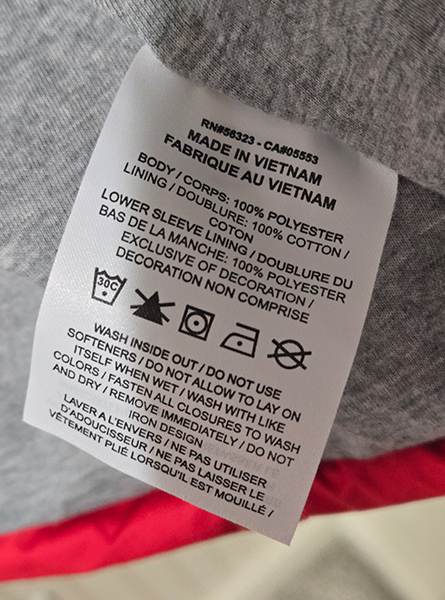 RN#56323 - CA#05553
MADE IN VIETNAM
FABRIQUE AU VIETNAM
BODY / CORPS: 100% POLYESTER
LINING / DOUBLURE: 100% COTTON /
COTON
LOWER SLEEVE LINING / DOUBLURE DU
BAS DE LA MANCHE: 100% POLYESTER
EXCLUSIVE OF DECORATION /
DECORATION NON COMPRISE
30C
WASH INSIDE OUT / DO NOT USE
SOFTENERS / DO NOT ALLOW TO LAY ON
ITSELF WHEN WET / WASH WITH LIKE
COLORS / FASTEN ALL CLOSURES TO WASH
AND DRY / REMOVE IMMEDIATELY / DO NOT
IRON DESIGN
LAVER A L'ENVERS / NE PAS UTILISER
D'ADOUCISSEUR / NE PAS LAISSER LE
VÊTEMENT PLIÉ LORSQU'IL EST MOUILLÉ /